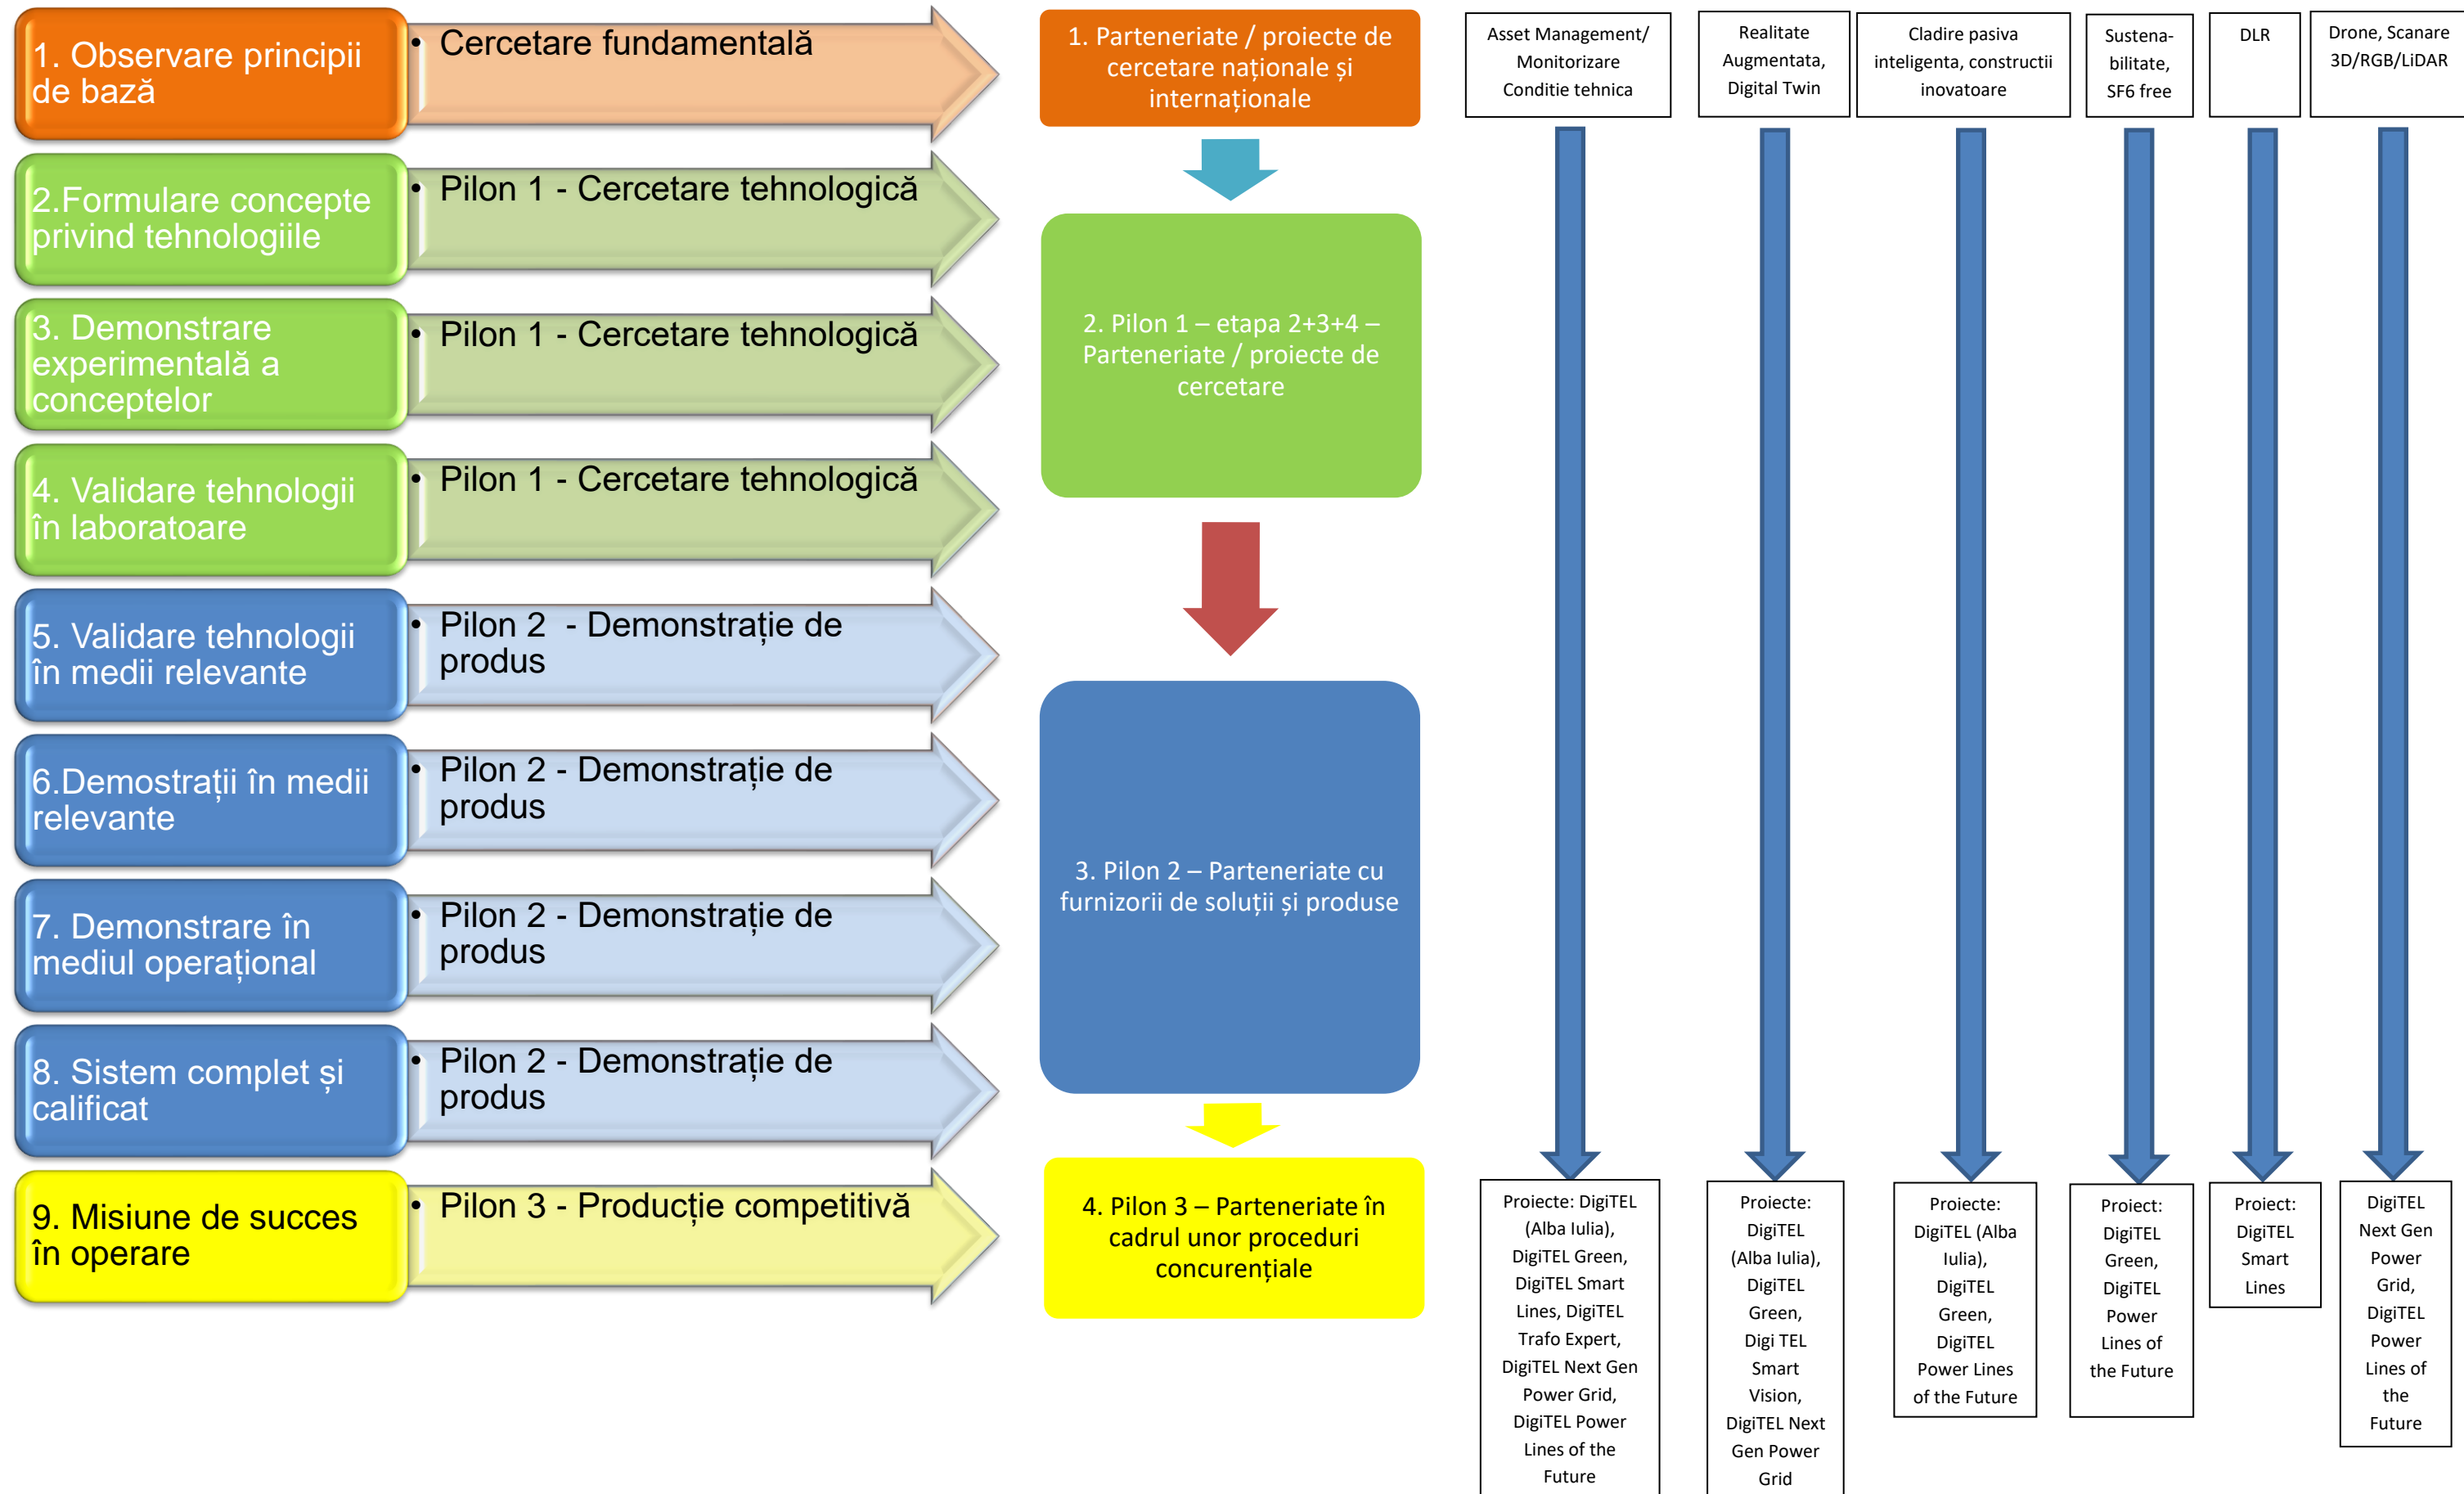 1. Observare principii
de bază
• Cercetare fundamentală
2.Formulare concepte
privind tehnologiile
• Pilon 1 - Cercetare tehnologică
3. Demonstrare
experimentală a
conceptelor
• Pilon 1 - Cercetare tehnologică
4. Validare tehnologii
în laboratoare
• Pilon 1 - Cercetare tehnologică
5. Validare tehnologii
în medii relevante
• Pilon 2 - Demonstrație de
produs
6.Demostrații în medii
relevante
• Pilon 2 - Demonstrație de
produs
7. Demonstrare în
mediul operațional
• Pilon 2 - Demonstrație de
produs
8. Sistem complet și
calificat
• Pilon 2 - Demonstrație de
produs
9. Misiune de succes
în operare
• Pilon 3 - Producție competitivă
1. Parteneriate / proiecte de
cercetare naționale și
internaționale
2. Pilon 1 – etapa 2+3+4 –
Parteneriate / proiecte de
cercetare
3. Pilon 2 – Parteneriate cu
furnizorii de soluții și produse
4. Pilon 3 – Parteneriate în
cadrul unor proceduri
concurențiale
Asset Management/
Monitorizare
Conditie tehnica
Realitate
Augmentata,
Digital Twin
Cladire pasiva
inteligenta, constructii
inovatoare
Sustena-
bilitate,
SF6 free
DLR
Drone, Scanare
3D/RGB/LiDAR
Proiecte: DigiTEL
(Alba Iulia),
DigiTEL Green,
DigiTEL Smart
Lines, DigiTEL
Trafo Expert,
DigiTEL Next Gen
Power Grid,
DigiTEL Power
Lines of the
Future
Proiecte:
DigiTEL
(Alba Iulia),
DigiTEL
Green,
Digi TEL
Smart
Vision,
DigiTEL Next
Gen Power
Grid
Proiecte:
DigiTEL (Alba
Iulia),
DigiTEL
Green,
DigiTEL
Power Lines
of the Future
Proiect:
DigiTEL
Green,
DigiTEL
Power
Lines of
the Future
Proiect:
DigiTEL
Smart
Lines
DigiTEL
Next Gen
Power
Grid,
DigiTEL
Power
Lines of
the
Future